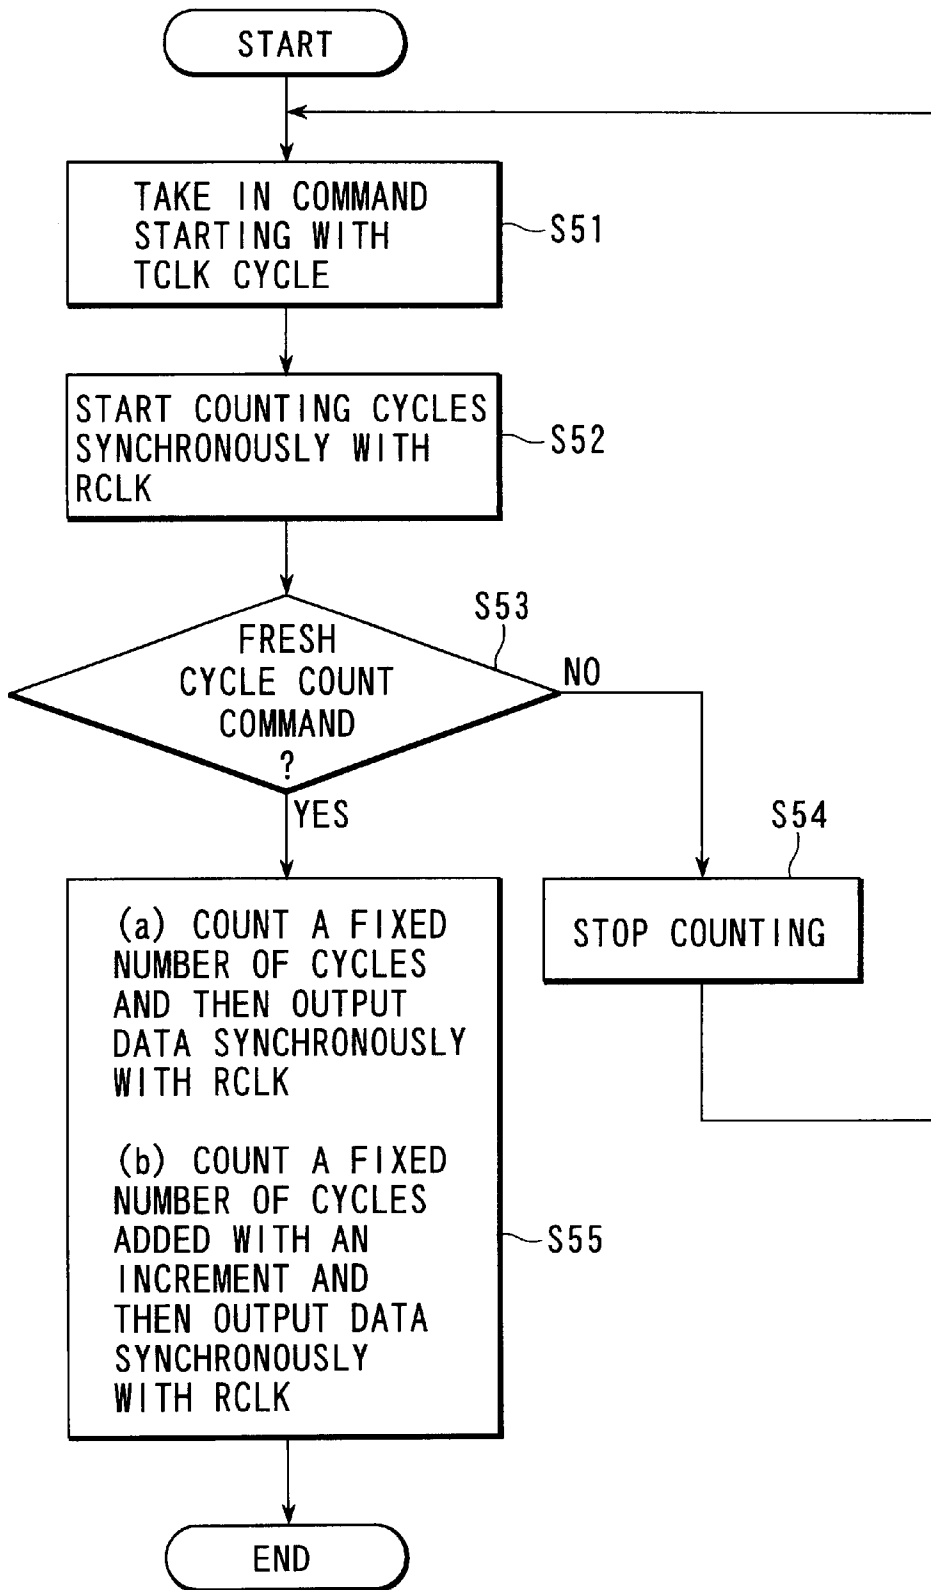 START
TAKE IN COMMAND
STARTING WITH
TCLK CYCLE
S51
START COUNTING CYCLES
SYNCHRONOUSLY WITH
RCLK
S52
S53
FRESH
CYCLE COUNT
COMMAND
?
NO
YES
S54
STOP COUNTING
(a) COUNT A FIXED
NUMBER OF CYCLES
AND THEN OUTPUT
DATA SYNCHRONOUSLY
WITH RCLK
(b) COUNT A FIXED
NUMBER OF CYCLES
ADDED WITH AN
INCREMENT AND
THEN OUTPUT DATA
SYNCHRONOUSLY
WITH RCLK
S55
END